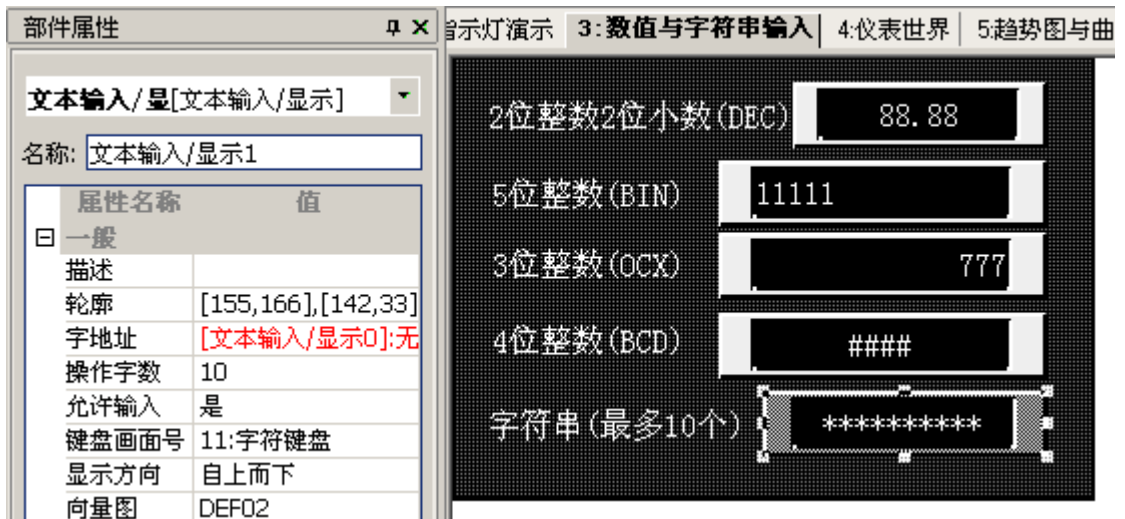 部件属性
指示灯演示 3:数值与字符串输入 4:仪表世界 5:趋势图与曲
文本输入/显[文本输入/显示]
名称: 文本输入/显示1
属性名称 值
一般
描述
轮廓 [155,166],[142,33]
字地址 [文本输入/显示0]:无
操作字数 10
允许输入 是
键盘画面号 11:字符键盘
显示方向 自上而下
向量图 DEF02
2位整数2位小数(DEC) 88.88
5位整数(BIN) 11111
3位整数(OCX) 777
4位整数(BCD) ####
字符串(最多10个) **********